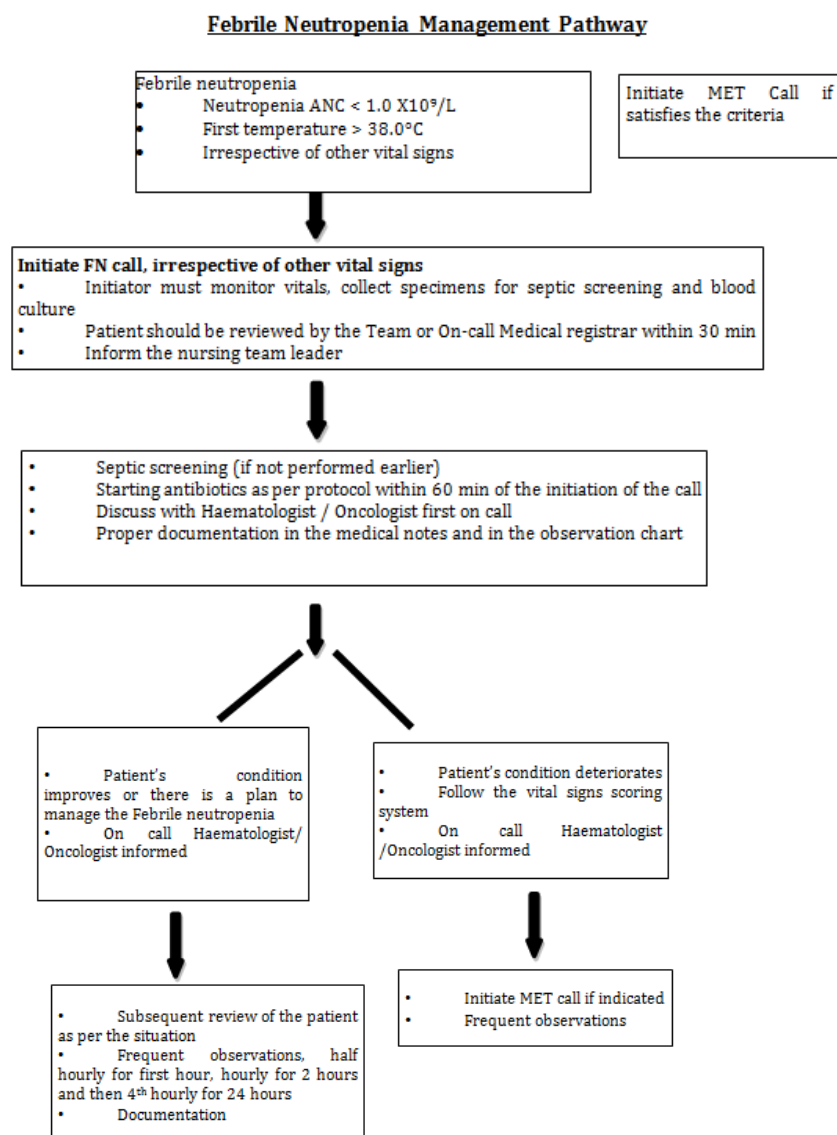 Febrile Neutropenia Management Pathway
Febrile neutropenia
• Neutropenia ANC < 1.0 X10⁹/L
• First temperature > 38.0°C
• Irrespective of other vital signs
Initiate MET Call if
satisfies the criteria
Initiate FN call, irrespective of other vital signs
• Initiator must monitor vitals, collect specimens for septic screening and blood
culture
• Patient should be reviewed by the Team or On-call Medical registrar within 30 min
• Inform the nursing team leader
• Septic screening (if not performed earlier)
• Starting antibiotics as per protocol within 60 min of the initiation of the call
• Discuss with Haematologist / Oncologist first on call
• Proper documentation in the medical notes and in the observation chart
• Patient's condition
improves or there is a plan to
manage the Febrile neutropenia
• On call Haematologist/
Oncologist informed
• Patient's condition deteriorates
• Follow the vital signs scoring
system
• On call Haematologist
/Oncologist informed
• Subsequent review of the patient
as per the situation
• Frequent observations, half
hourly for first hour, hourly for 2 hours
and then 4th hourly for 24 hours
• Documentation
• Initiate MET call if indicated
• Frequent observations